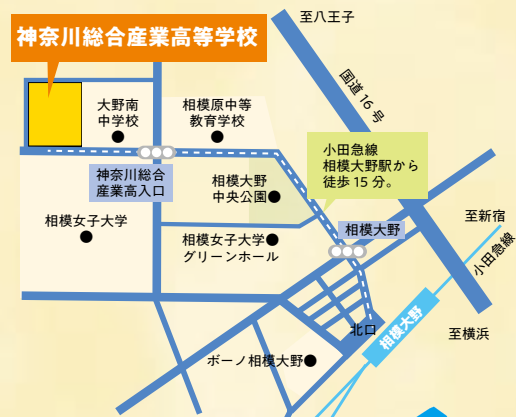 至八王子
神奈川総合産業高等学校
国道16号
大野南
中学校
相模原中等
教育学校
小田急線
相模大野駅から
徒歩15分。
神奈川総合
産業高入口
相模大野
中央公園
相模女子大学
相模女子大学
グリーンホール
相模大野
至新宿
小田急線
相模大野
北口
至横浜
ボーノ相模大野